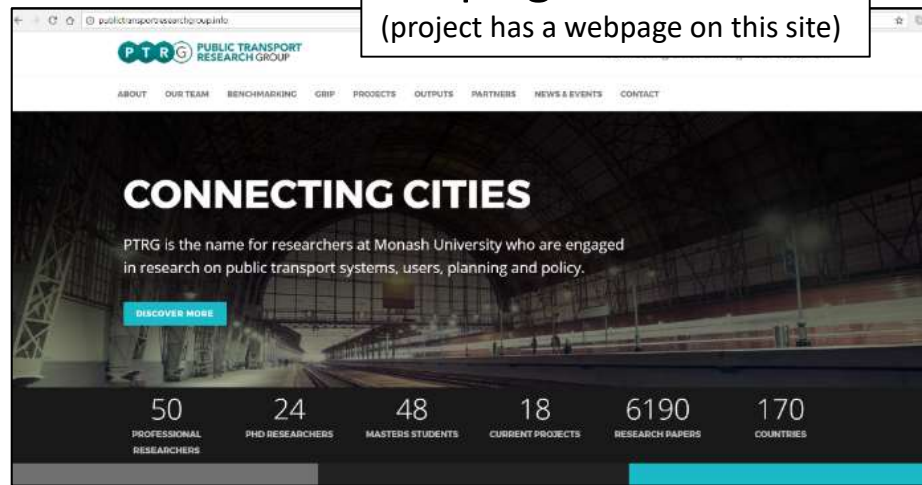 (project has a webpage on this site)
publictransportresearchgroup.info
PTRG PUBLIC TRANSPORT
RESEARCH GROUP
ABOUT OUR TEAM BENCHMARKING GRIP PROJECTS OUTPUTS PARTNERS NEWS & EVENTS CONTACT
CONNECTING CITIES
PTRG is the name for researchers at Monash University who are engaged
in research on public transport systems, users, planning and policy.
DISCOVER MORE
50 24 48 18 6190 170
PROFESSIONAL PHD RESEARCHERS MASTERS STUDENTS CURRENT PROJECTS RESEARCH PAPERS COUNTRIES
RESEARCHERS